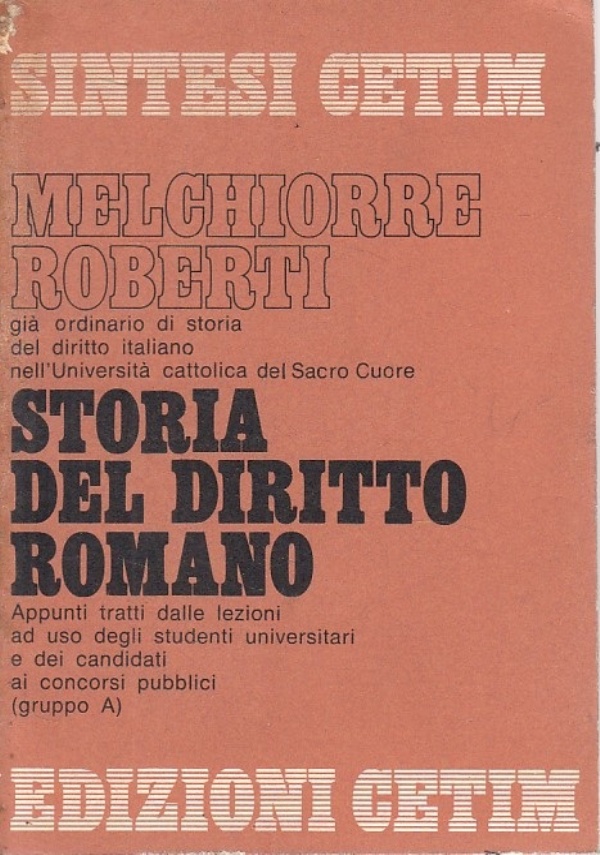 SINTESI CETIM
MELCHIORRE
ROBERTI
già ordinario di storia
del diritto italiano
nell'Università cattolica del Sacro Cuore
STORIA
DEL DIRITTO
ROMANO
Appunti tratti dalle lezioni
ad uso degli studenti universitari
e dei candidati
ai concorsi pubblici
(gruppo A)
EDIZIONI CETIM